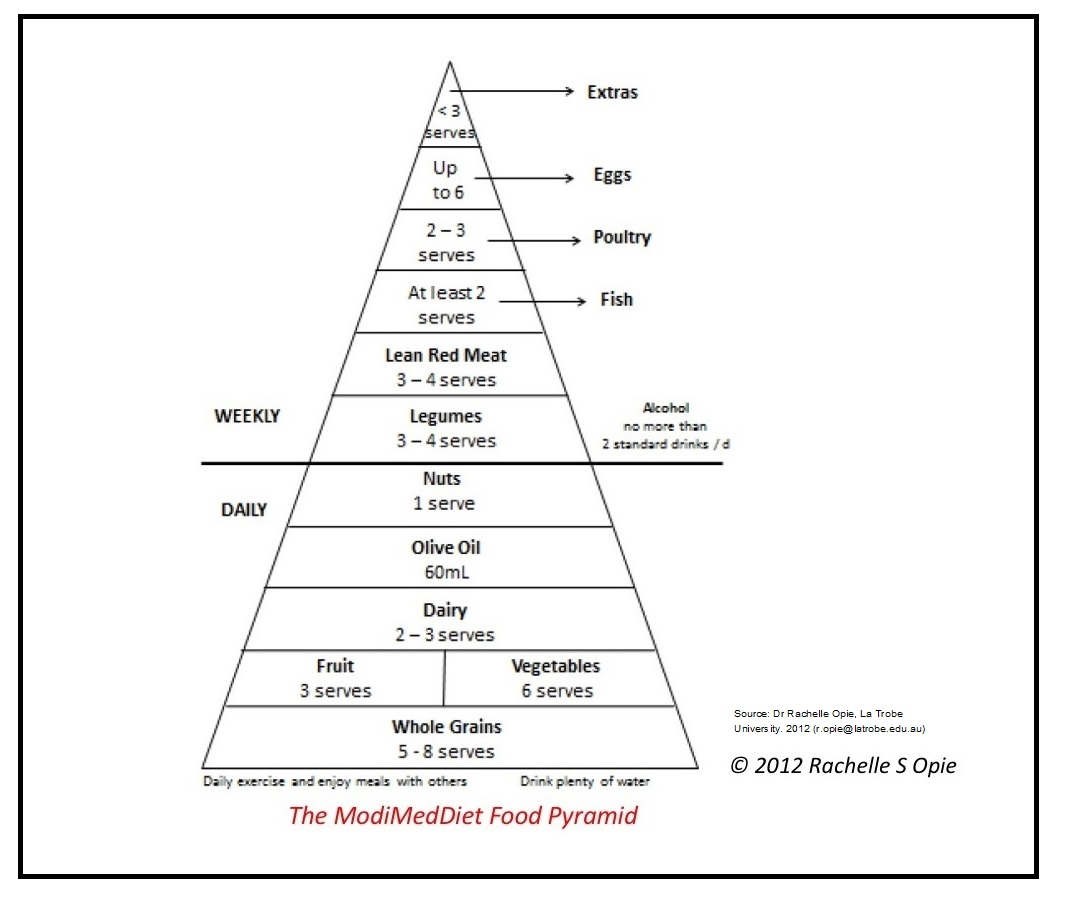 Extras
< 3
serves
Up
to 6
Eggs
2 – 3
serves
Poultry
At least 2
serves
Fish
Lean Red Meat
3 – 4 serves
WEEKLY
Legumes
3 – 4 serves
Alcohol
no more than
2 standard drinks / d
DAILY
Nuts
1 serve
Olive Oil
60mL
Dairy
2 – 3 serves
Fruit
3 serves
Vegetables
6 serves
Whole Grains
5 - 8 serves
Daily exercise and enjoy meals with others
Drink plenty of water
Source: Dr Rachelle Opie, La Trobe
University. 2012 (r.opie@latrobe.edu.au)
© 2012 Rachelle S Opie
The ModiMedDiet Food Pyramid